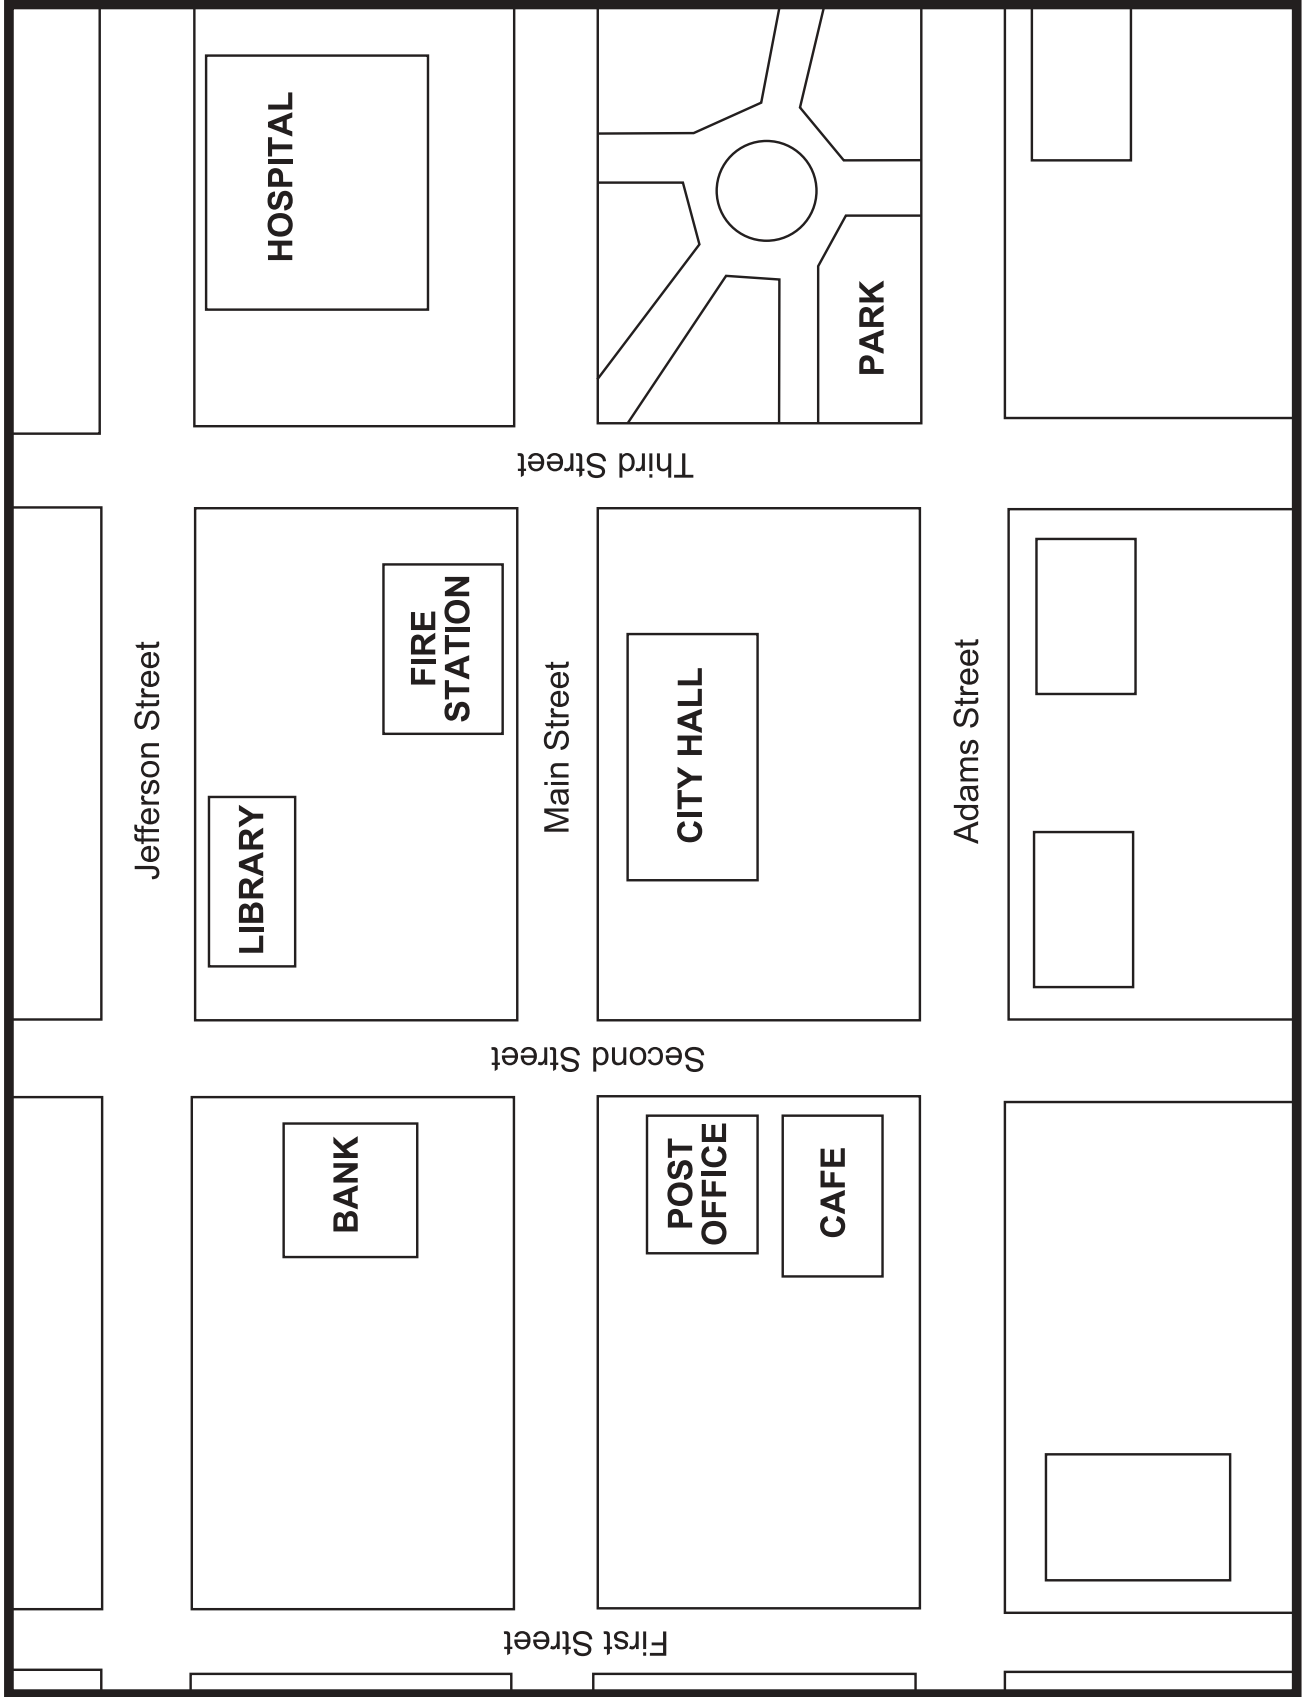 Jefferson Street
LIBRARY
FIRE
STATION
HOSPITAL
BANK
Main Street
CITY HALL
POST
OFFICE
CAFE
PARK
Adams Street
First Street
Second Street
Third Street